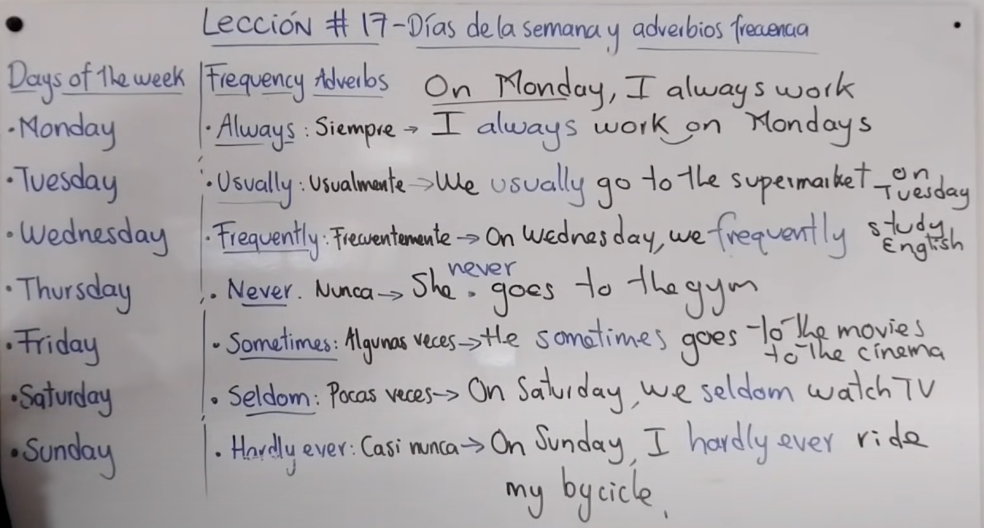 Lección # 17-Días de la semana y adverbios frecuencia
Days of the week
• Monday
• Tuesday
• Wednesday
• Thursday
• Friday
• Saturday
• Sunday
Frequency Adverbs On Monday, I always work
• Always: Siempre → I always work on Mondays
• Usually: Usualmente → We usually go to the supermarket on Tuesday
• Frequently: Frecuentemente → On Wednesday, we frequently study English
• Never. Nunca → She never goes to the gym
• Sometimes: Algunas veces → He sometimes goes to the movies
to the cinema
• Seldom: Pocas veces → On Saturday, we seldom watch TV
• Hardly ever: Casi nunca → On Sunday, I hardly ever ride
my bycicle.